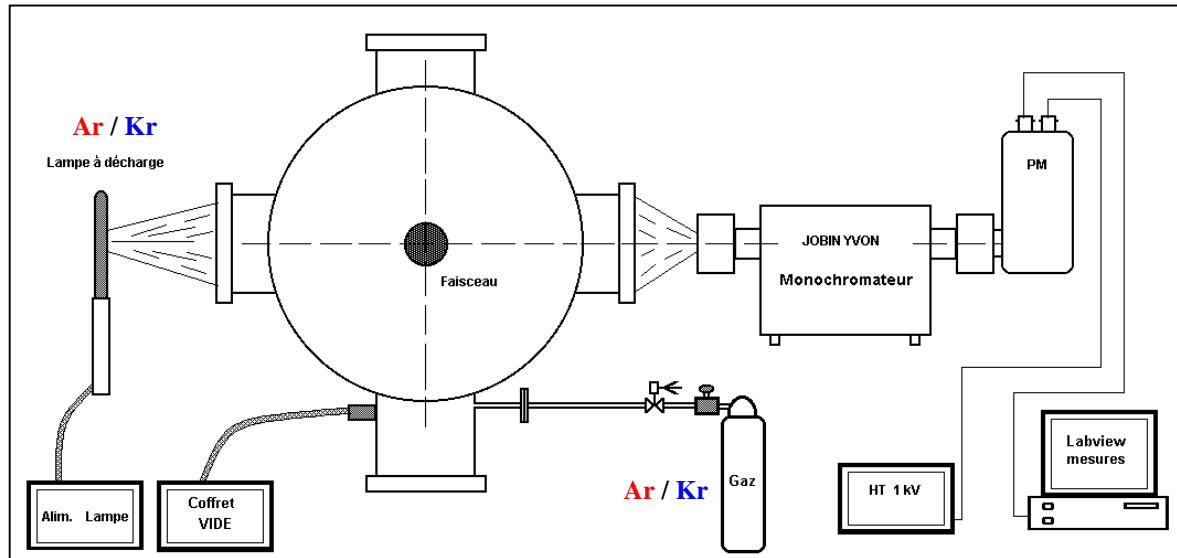 Ar / Kr
Lampe à décharge
Faisceau
JOBIN YVON
Monochromateur
PM
Alim. Lampe
Coffret
VIDE
Ar / Kr
Gaz
HT 1 kV
Labview
mesures